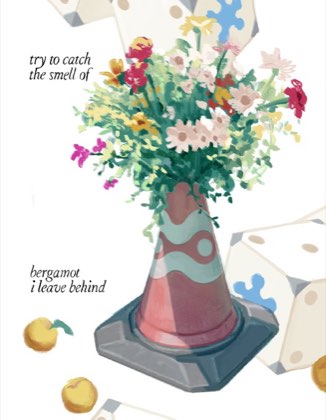 try to catch
the smell of
bergamot
i leave behind